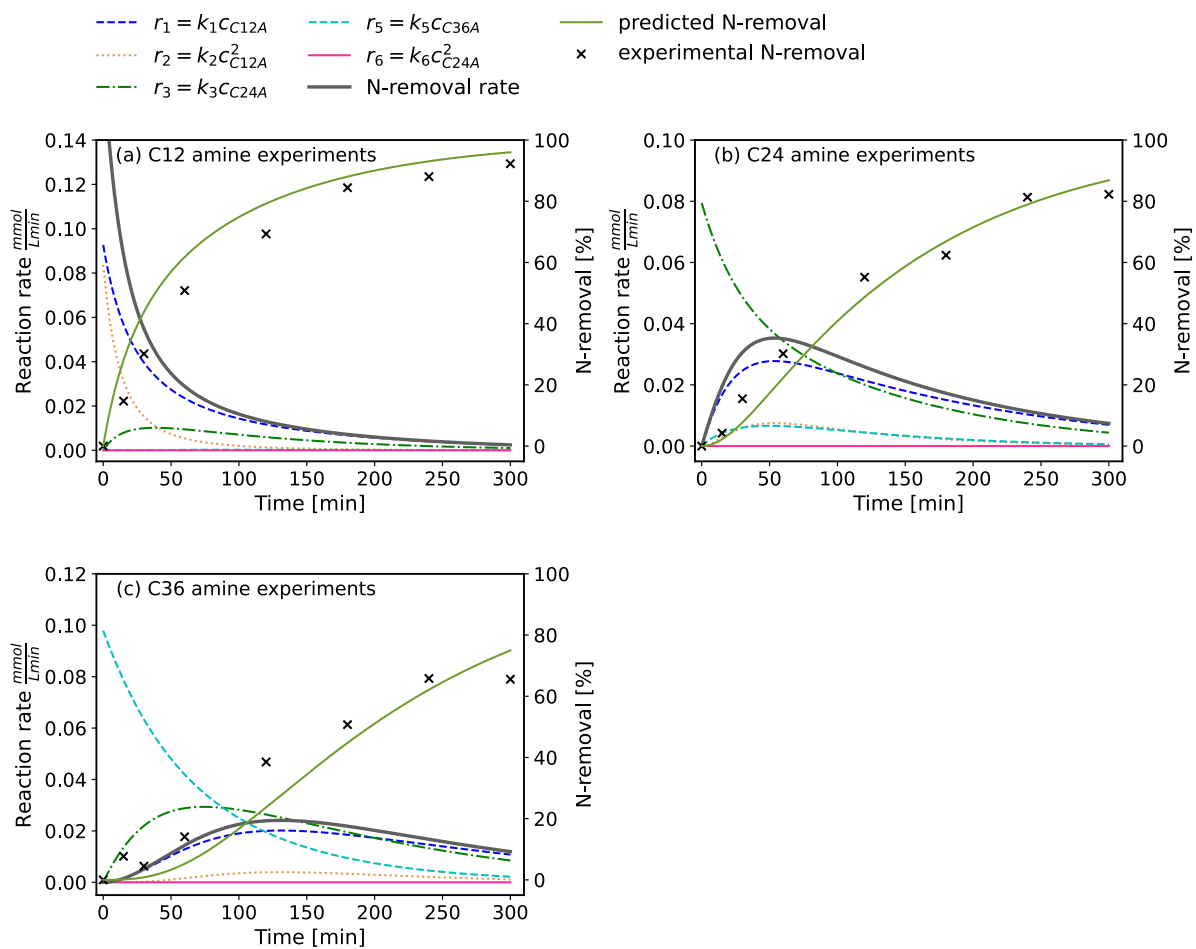 r₁ = k₁c_C12A
r₂ = k₂c²_C12A
r₃ = k₃c_C24A
r₅ = k₅c_C36A
r₆ = k₆c²_C24A
N-removal rate
predicted N-removal
experimental N-removal
(a) C12 amine experiments
Reaction rate mmol/Lmin
0.14
0.12
0.10
0.08
0.06
0.04
0.02
0.00
0 50 100 150 200 250 300
Time [min]
100
80
60
40
20
0
N-removal [%]
(b) C24 amine experiments
Reaction rate mmol/Lmin
0.10
0.08
0.06
0.04
0.02
0.00
0 50 100 150 200 250 300
Time [min]
100
80
60
40
20
0
N-removal [%]
(c) C36 amine experiments
Reaction rate mmol/Lmin
0.12
0.10
0.08
0.06
0.04
0.02
0.00
0 50 100 150 200 250 300
Time [min]
100
80
60
40
20
0
N-removal [%]